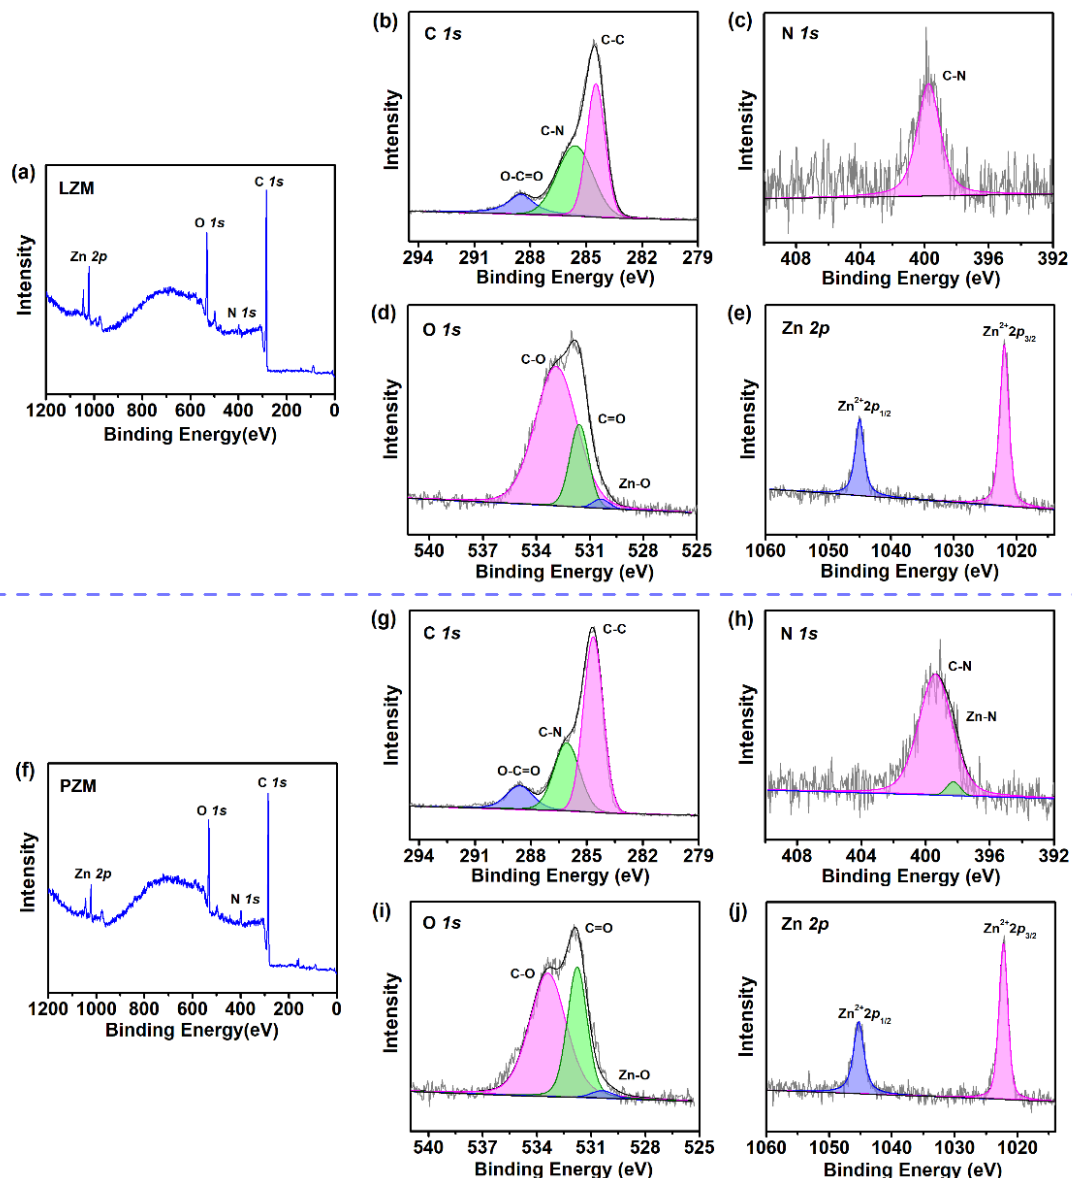 (a)
LZM
C 1s
O 1s
Zn 2p
N 1s
Intensity
1200 1000 800 600 400 200 0
Binding Energy(eV)
(b)
C 1s
C-C
C-N
O-C=O
Intensity
294 291 288 285 282 279
Binding Energy (eV)
(c)
N 1s
C-N
Intensity
408 404 400 396 392
Binding Energy (eV)
(d)
O 1s
C-O
C=O
Zn-O
Intensity
540 537 534 531 528 525
Binding Energy (eV)
(e)
Zn 2p
Zn²⁺2p₃/₂
Zn²⁺2p₁/₂
Intensity
1060 1050 1040 1030 1020
Binding Energy (eV)
(f)
PZM
C 1s
O 1s
Zn 2p
N 1s
Intensity
1200 1000 800 600 400 200 0
Binding Energy(eV)
(g)
C 1s
C-C
C-N
O-C=O
Intensity
294 291 288 285 282 279
Binding Energy (eV)
(h)
N 1s
C-N
Zn-N
Intensity
408 404 400 396 392
Binding Energy (eV)
(i)
O 1s
C=O
C-O
Zn-O
Intensity
540 537 534 531 528 525
Binding Energy (eV)
(j)
Zn 2p
Zn²⁺2p₃/₂
Zn²⁺2p₁/₂
Intensity
1060 1050 1040 1030 1020
Binding Energy (eV)